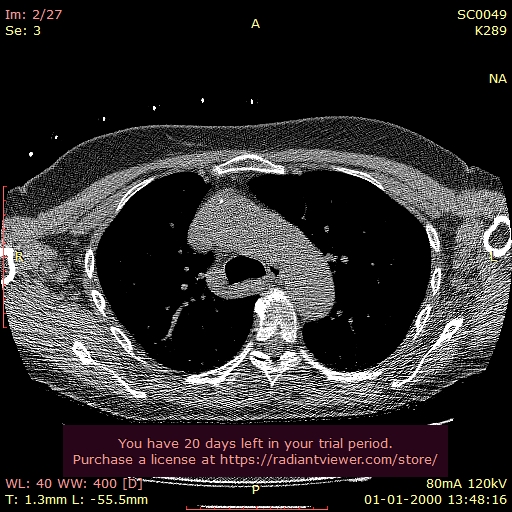 Im: 2/27
Se: 3
A
SC0049
K289
NA
R
L
You have 20 days left in your trial period.
Purchase a license at https://radiantviewer.com/store/
WL: 40 WW: 400 [D]
T: 1.3mm L: -55.5mm
P
80mA 120kV
01-01-2000 13:48:16